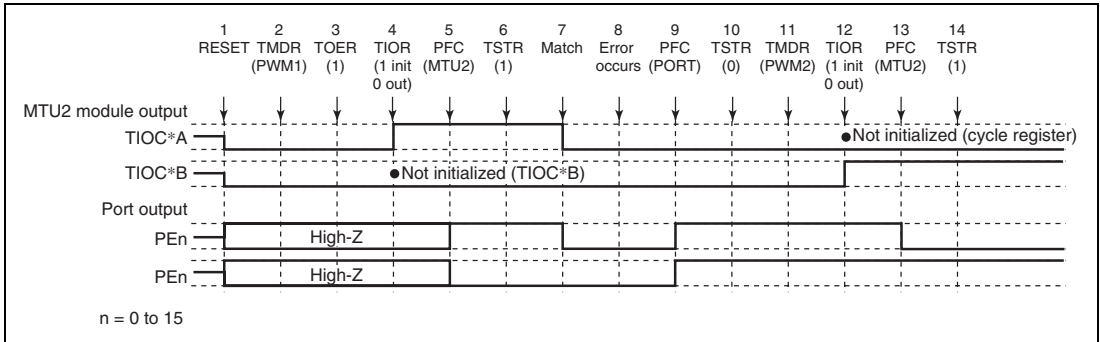 1 2 3 4 5 6 7 8 9 10 11 12 13 14
RESET TMDR TOER TIOR PFC TSTR Match Error PFC TSTR TMDR TIOR PFC TSTR
(PWM1) (1) (1 init (MTU2) (1) occurs (PORT) (0) (PWM2) (1 init (MTU2) (1)
0 out) 0 out)
MTU2 module output
TIOC*A ●Not initialized (cycle register)
TIOC*B ●Not initialized (TIOC*B)
Port output
PEn High-Z
PEn High-Z
n = 0 to 15